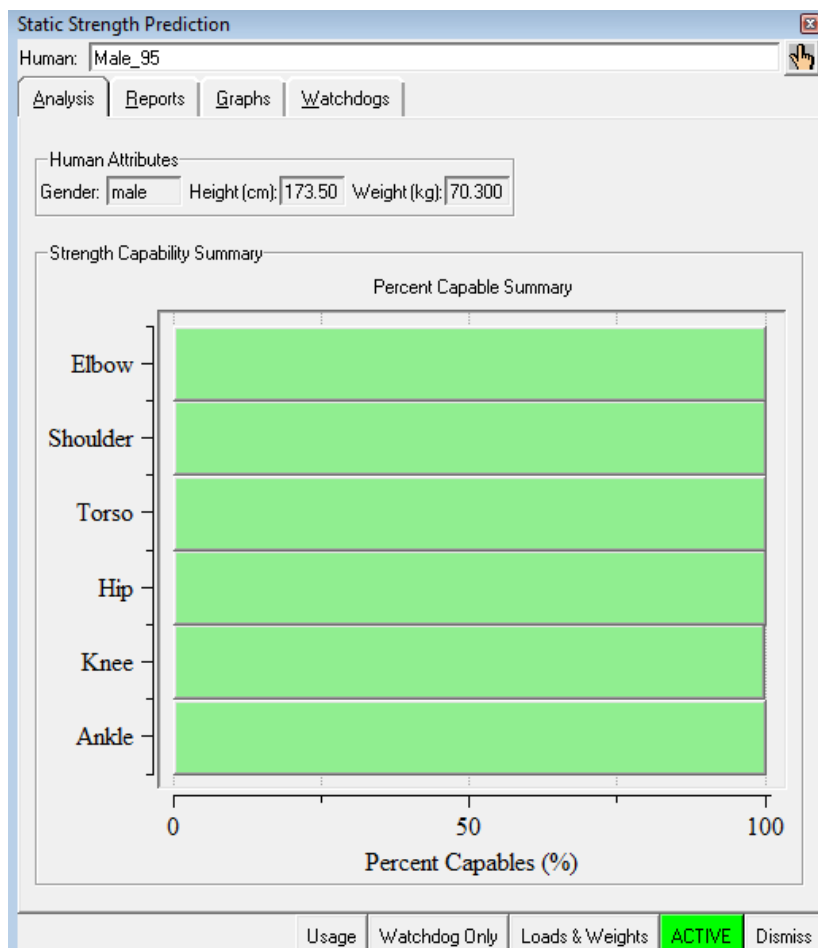 Static Strength Prediction
Human: Male_95
Analysis Reports Graphs Watchdogs
Human Attributes
Gender: male Height (cm): 173.50 Weight (kg): 70.300
Strength Capability Summary
Percent Capable Summary
Elbow
Shoulder
Torso
Hip
Knee
Ankle
0 50 100
Percent Capables (%)
Usage Watchdog Only Loads & Weights ACTIVE Dismiss